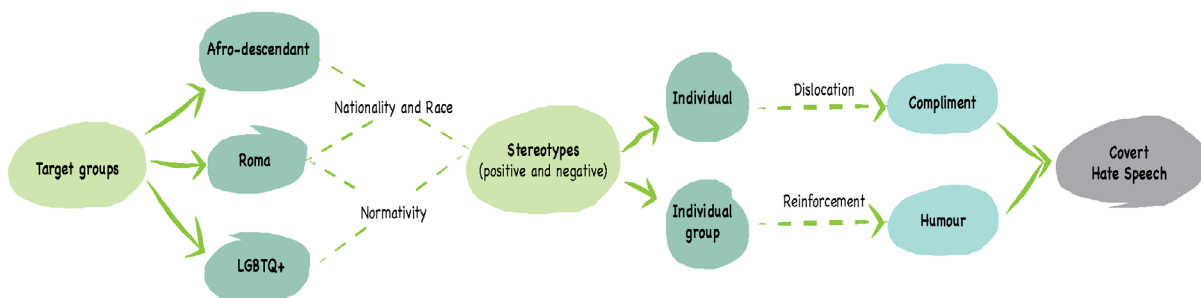 Target groups
Afro-descendant
Roma
LGBTQ+
Nationality and Race
Normativity
Stereotypes
(positive and negative)
Individual
Individual
group
Dislocation
Reinforcement
Compliment
Humour
Covert
Hate Speech